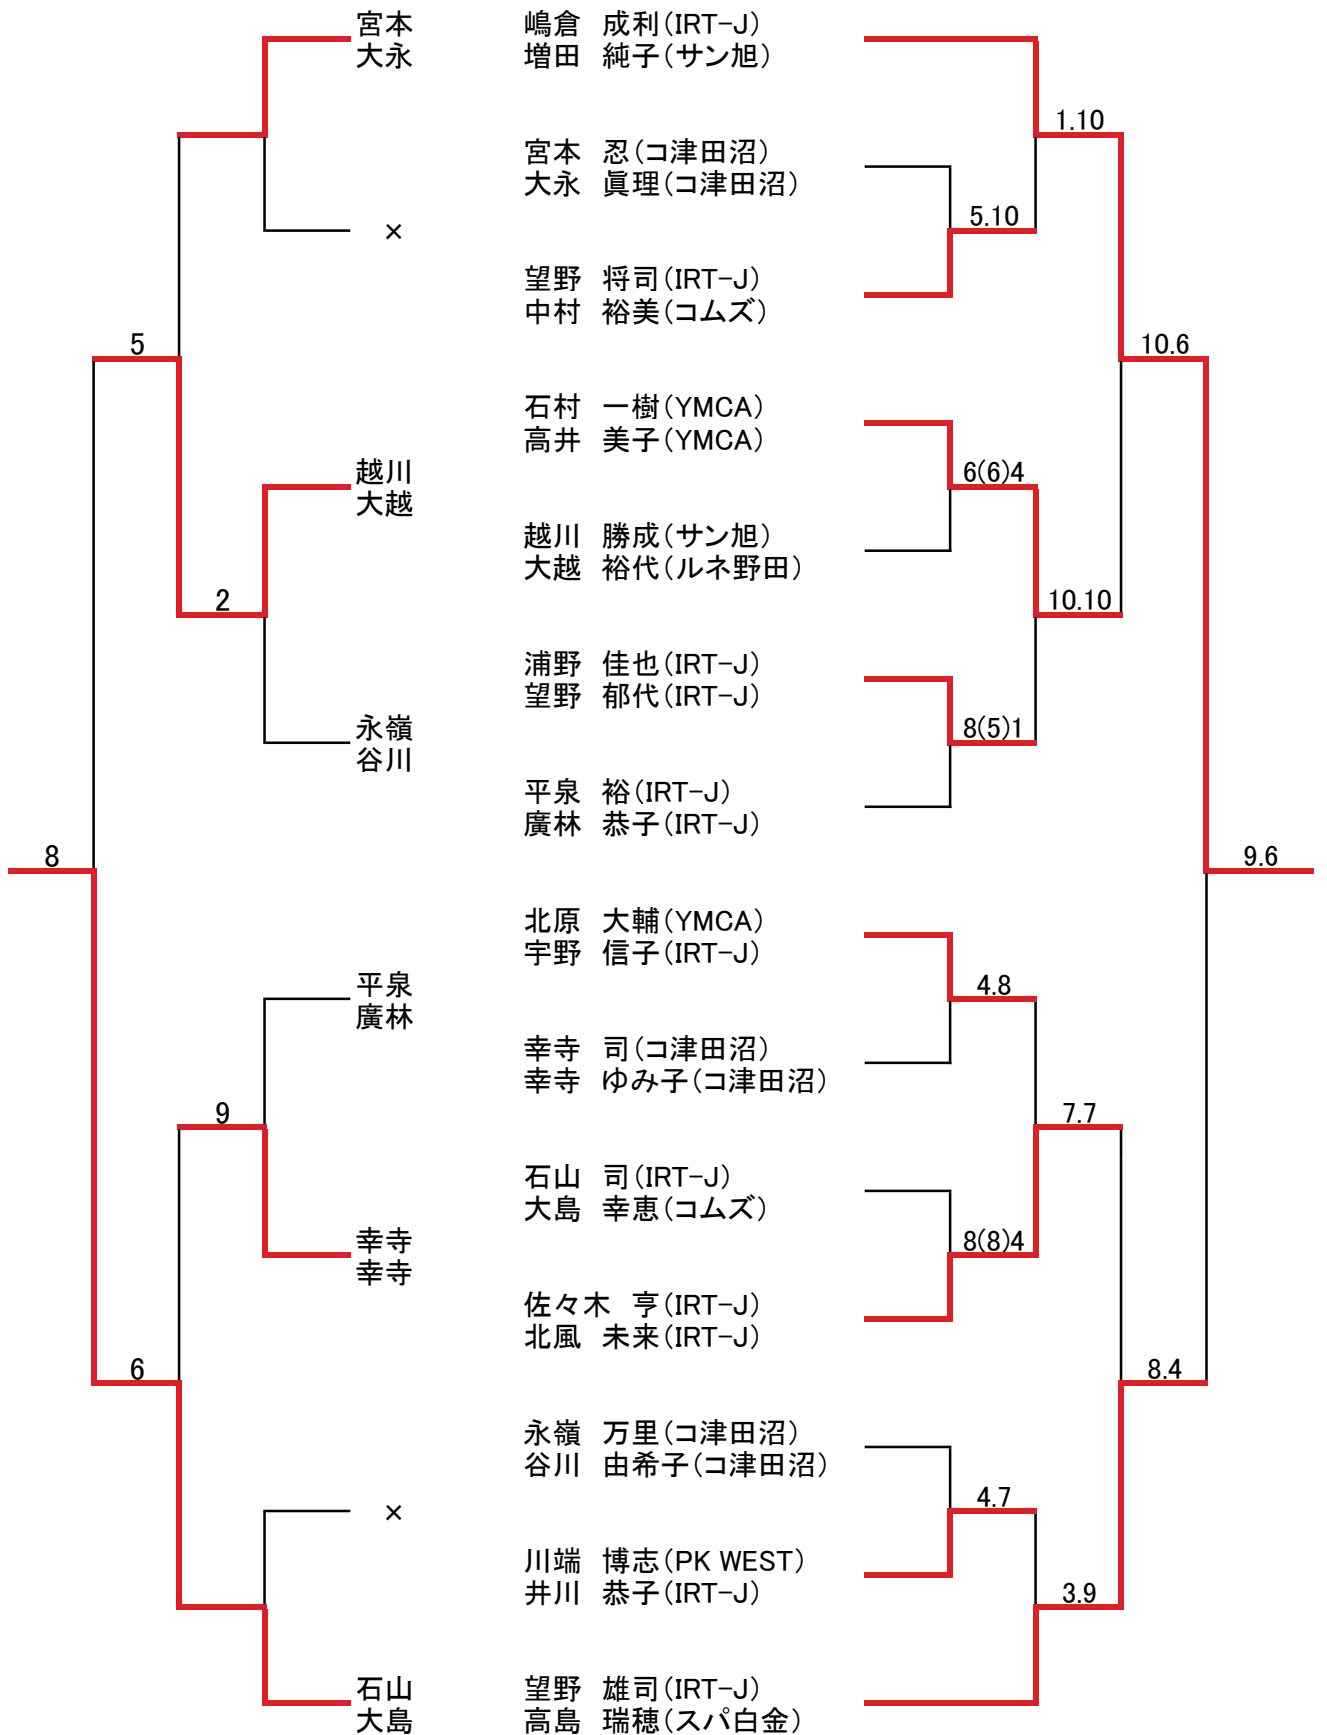 宮本
大永
×
5
越川
大越
2
永嶺
谷川
8
平泉
廣林
9
幸寺
幸寺
6
×
石山
大島
嶋倉 成利(IRT-J)
増田 純子(サン旭)
宮本 忍(コ津田沼)
大永 眞理(コ津田沼)
望野 将司(IRT-J)
中村 裕美(コムズ)
石村 一樹(YMCA)
高井 美子(YMCA)
越川 勝成(サン旭)
大越 裕代(ルネ野田)
浦野 佳也(IRT-J)
望野 郁代(IRT-J)
平泉 裕(IRT-J)
廣林 恭子(IRT-J)
北原 大輔(YMCA)
宇野 信子(IRT-J)
幸寺 司(コ津田沼)
幸寺 ゆみ子(コ津田沼)
石山 司(IRT-J)
大島 幸恵(コムズ)
佐々木 亨(IRT-J)
北風 未来(IRT-J)
永嶺 万里(コ津田沼)
谷川 由希子(コ津田沼)
川端 博志(PK WEST)
井川 恭子(IRT-J)
望野 雄司(IRT-J)
高島 瑞穂(スパ白金)
1.10
5.10
10.6
6(6)4
10.10
8(5)1
9.6
4.8
7.7
8(8)4
8.4
4.7
3.9